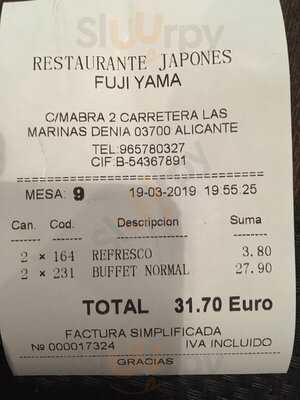 Sluurpy
RESTAURANTE JAPONES
FUJI YAMA
C/MABRA 2 CARRETERA LAS
MARINAS DENIA 03700 ALICANTE
TEL:965780327
CIF:B-54367891
MESA: 9 19-03-2019 19:55:25
Can. Cod. Descripcion Suma
2 × 164 REFRESCO 3.80
2 × 231 BUFFET NORMAL 27.90
TOTAL 31.70 Euro
FACTURA SIMPLIFICADA
Nº 000017324 IVA INCLUIDO
GRACIAS